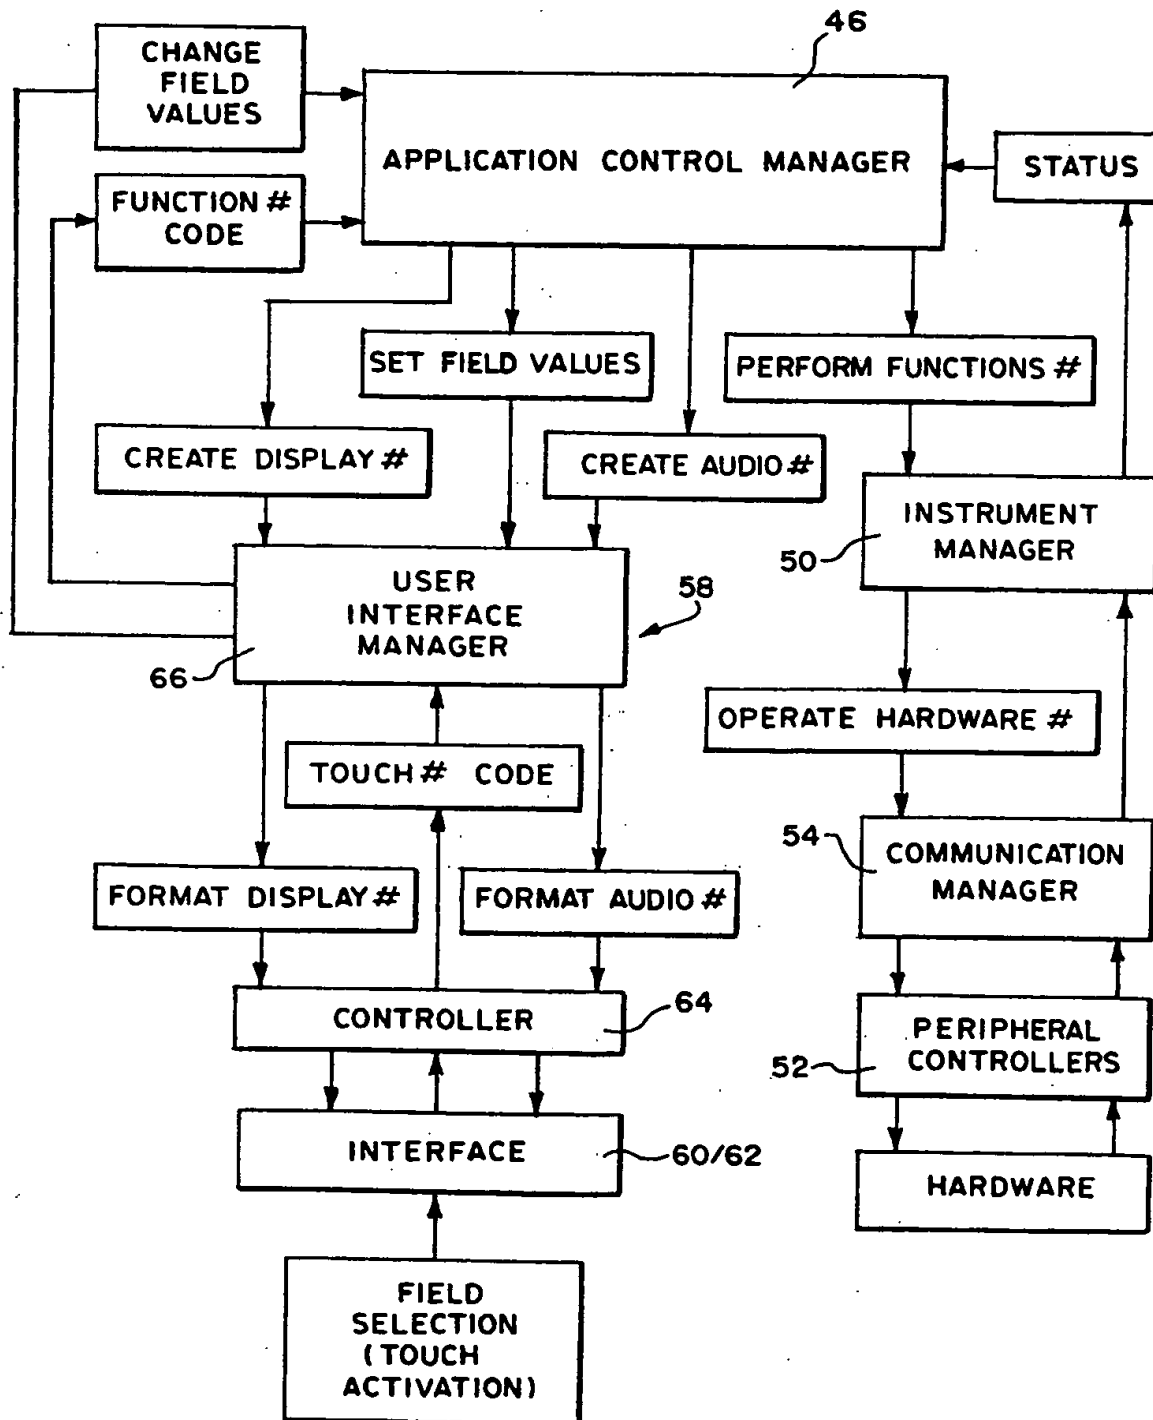 46
CHANGE
FIELD
VALUES
APPLICATION CONTROL MANAGER
STATUS
FUNCTION #
CODE
SET FIELD VALUES
PERFORM FUNCTIONS #
CREATE DISPLAY #
CREATE AUDIO #
INSTRUMENT
MANAGER
50
USER
INTERFACE
MANAGER
58
66
OPERATE HARDWARE #
TOUCH # CODE
54
COMMUNICATION
MANAGER
FORMAT DISPLAY #
FORMAT AUDIO #
CONTROLLER
64
PERIPHERAL
CONTROLLERS
52
INTERFACE
60/62
HARDWARE
FIELD
SELECTION
(TOUCH
ACTIVATION)